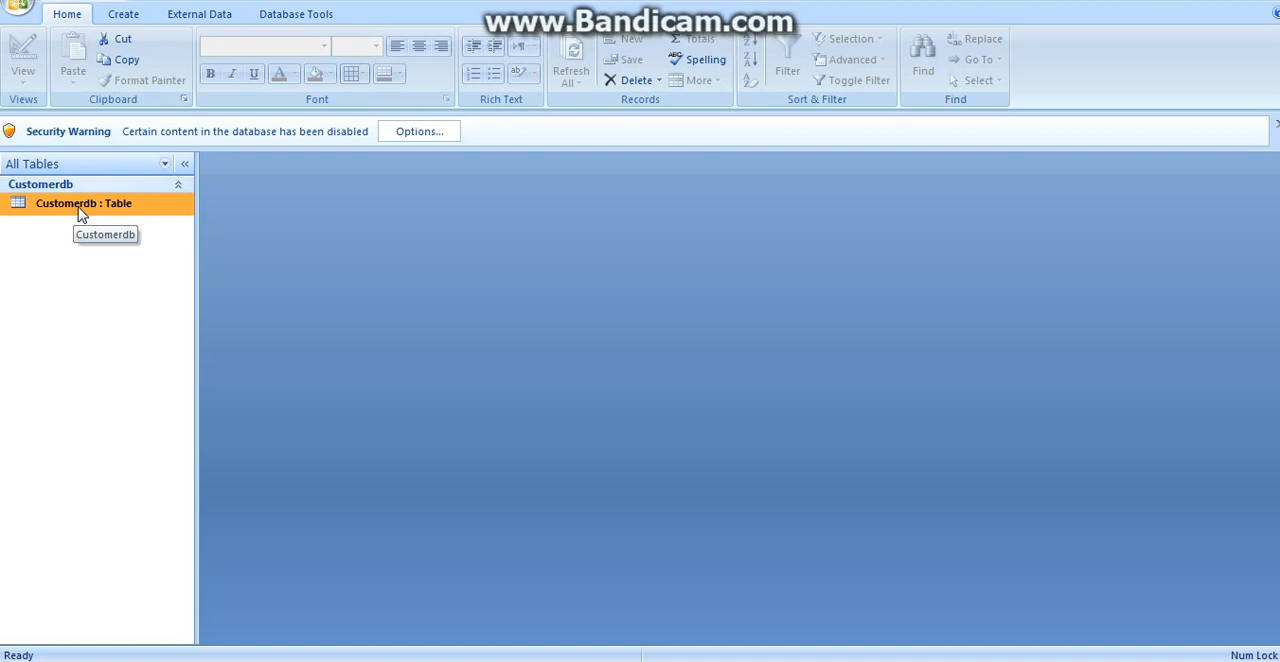 Home Create External Data Database Tools
www.Bandicam.com
View
Views
Paste
Cut
Copy
Format Painter
Clipboard
B I U A
Font
Rich Text
Refresh All
New
Save
Delete
Totals
Spelling
More
Records
Filter
Selection
Advanced
Toggle Filter
Sort & Filter
Find
Replace
Go To
Select
Find
Security Warning Certain content in the database has been disabled Options...
All Tables
Customerdb
Customerdb : Table
Customerdb
Ready Num Lock